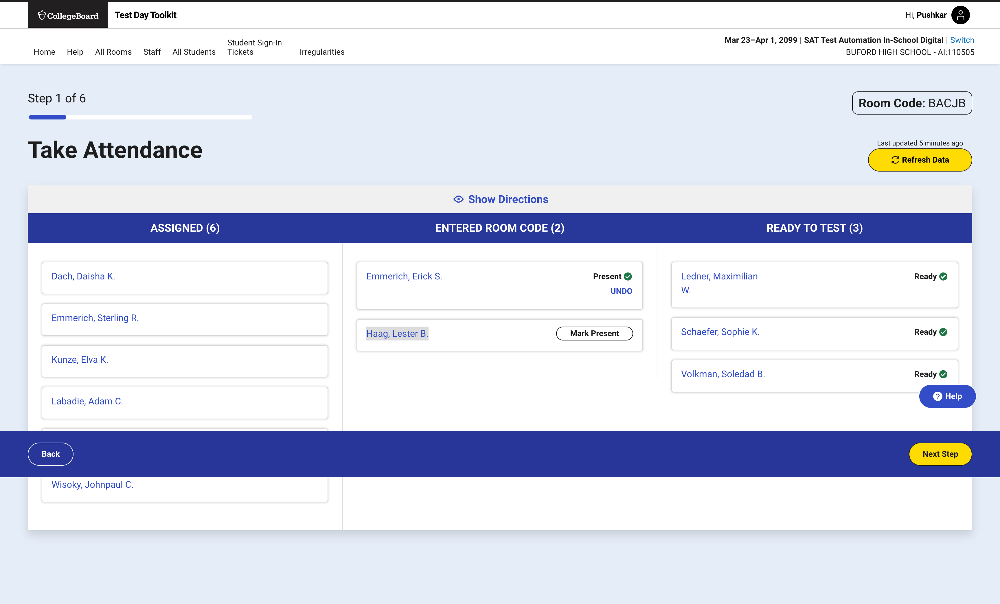 CollegeBoard
Test Day Toolkit
Hi, Pushkar
Home
Help
All Rooms
Staff
All Students
Student Sign-In
Tickets
Irregularities
Mar 23–Apr 1, 2099 | SAT Test Automation In-School Digital | Switch
BUFORD HIGH SCHOOL - AI:110505
Step 1 of 6
Room Code: BACJB
Take Attendance
Last updated 5 minutes ago
Refresh Data
Show Directions
ASSIGNED (6)
ENTERED ROOM CODE (2)
READY TO TEST (3)
Dach, Daisha K.
Emmerich, Sterling R.
Kunze, Elva K.
Labadie, Adam C.
Wisoky, Johnpaul C.
Emmerich, Erick S.
Present
UNDO
Haag, Lester B.
Mark Present
Ledner, Maximilian
W.
Ready
Schaefer, Sophie K.
Ready
Volkman, Soledad B.
Ready
Help
Back
Next Step